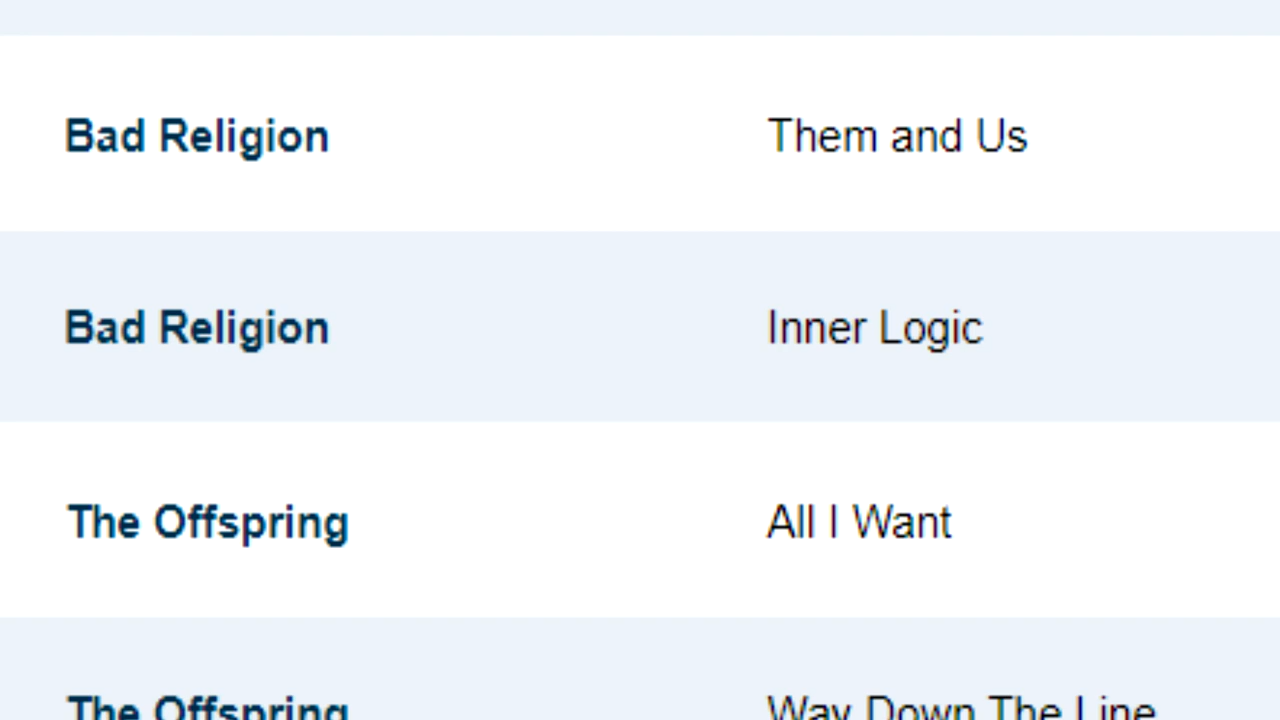 Bad Religion Them and Us
Bad Religion Inner Logic
The Offspring All I Want
The Offspring Way Down The Line